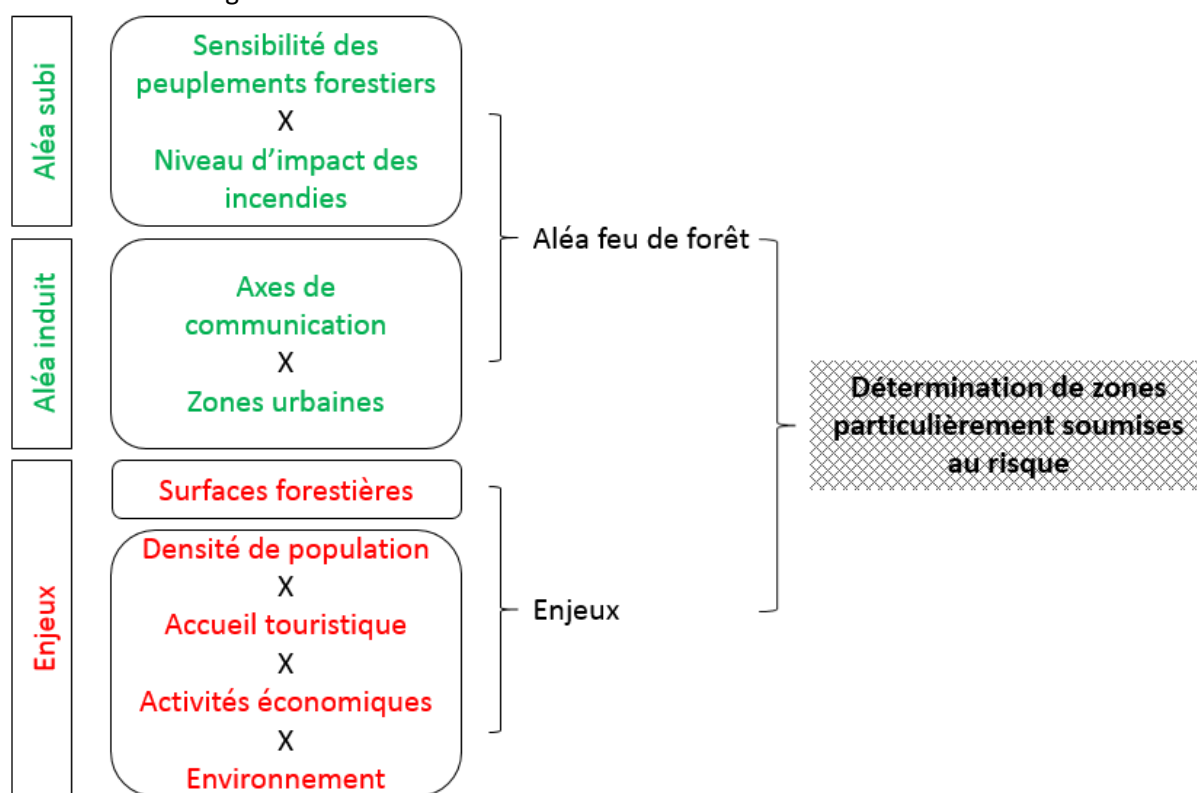 Aléa subi
Sensibilité des
peuplements forestiers
X
Niveau d'impact des
incendies
Aléa induit
Axes de
communication
X
Zones urbaines
Aléa feu de forêt
Enjeux
Surfaces forestières
Densité de population
X
Accueil touristique
X
Activités économiques
X
Environnement
Enjeux
Détermination de zones
particulièrement soumises
au risque